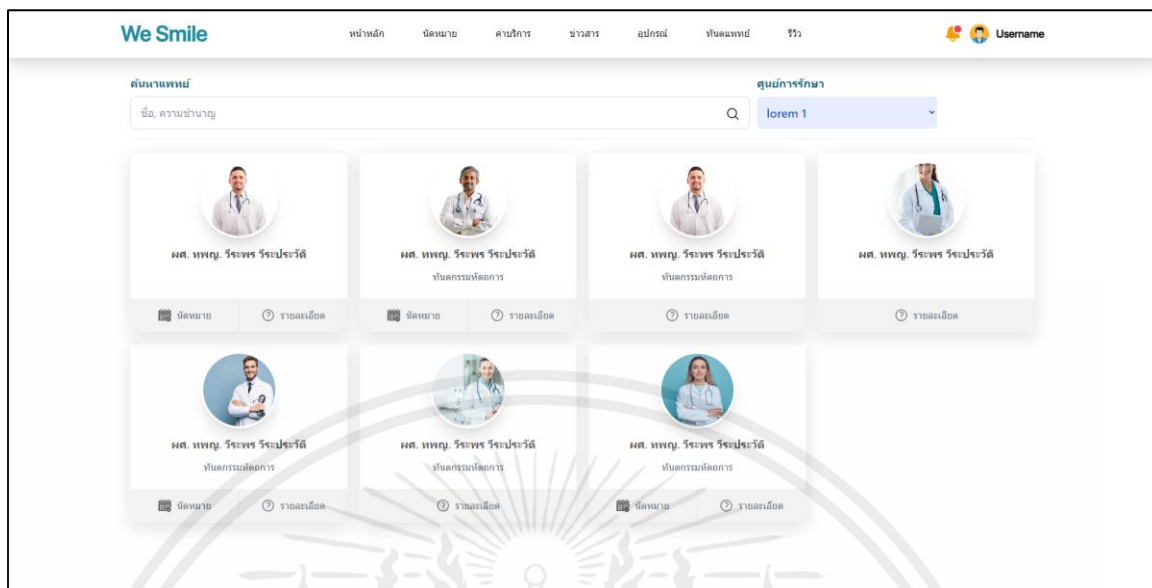 We Smile
หน้าหลัก นัดหมาย ค่าบริการ ข่าวสาร อุปกรณ์ ทันตแพทย์ รีวิว
Username
ค้นหาแพทย์ ศูนย์การรักษา
ชื่อ, ความชำนาญ lorem 1
ผศ. ทพญ. วีระพร วีระประวัติ ผศ. ทพญ. วีระพร วีระประวัติ ผศ. ทพญ. วีระพร วีระประวัติ ผศ. ทพญ. วีระพร วีระประวัติ
ทันตกรรมหัตถการ ทันตกรรมหัตถการ ทันตกรรมหัตถการ
นัดหมาย รายละเอียด นัดหมาย รายละเอียด รายละเอียด รายละเอียด
ผศ. ทพญ. วีระพร วีระประวัติ ผศ. ทพญ. วีระพร วีระประวัติ ผศ. ทพญ. วีระพร วีระประวัติ
ทันตกรรมหัตถการ ทันตกรรมหัตถการ ทันตกรรมหัตถการ
นัดหมาย รายละเอียด รายละเอียด นัดหมาย รายละเอียด